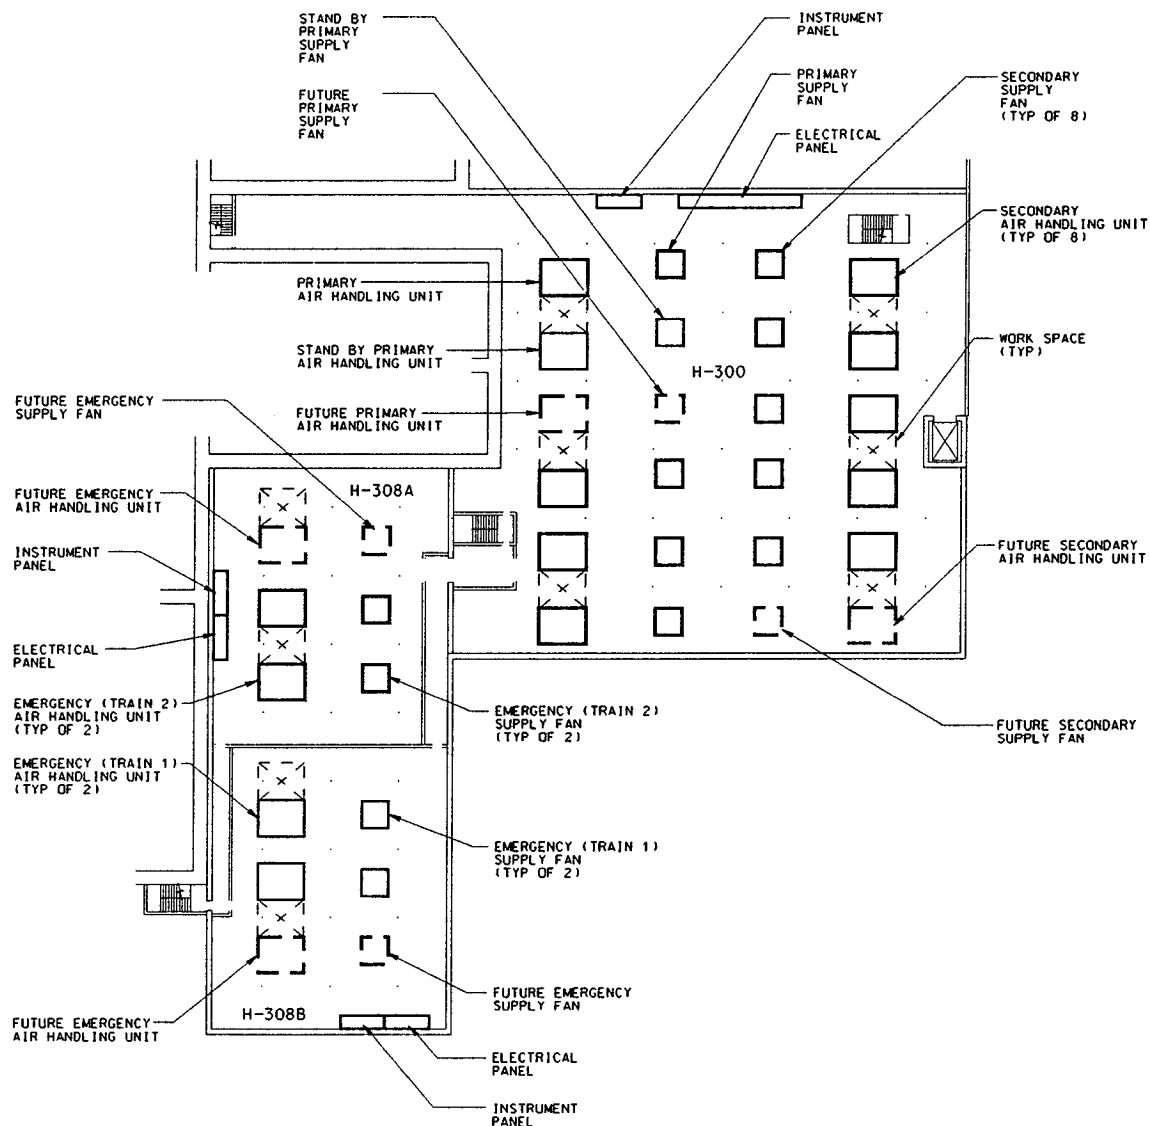 STAND BY
PRIMARY
SUPPLY
FAN
INSTRUMENT
PANEL
FUTURE
PRIMARY
SUPPLY
FAN
PRIMARY
SUPPLY
FAN
SECONDARY
SUPPLY
FAN
(TYP OF 8)
ELECTRICAL
PANEL
SECONDARY
AIR HANDLING UNIT
(TYP OF 8)
PRIMARY
AIR HANDLING UNIT
STAND BY PRIMARY
AIR HANDLING UNIT
WORK SPACE
(TYP)
H-300
FUTURE EMERGENCY
SUPPLY FAN
FUTURE PRIMARY
AIR HANDLING UNIT
H-308A
FUTURE EMERGENCY
AIR HANDLING UNIT
INSTRUMENT
PANEL
FUTURE SECONDARY
AIR HANDLING UNIT
ELECTRICAL
PANEL
EMERGENCY (TRAIN 2)
AIR HANDLING UNIT
(TYP OF 2)
EMERGENCY (TRAIN 2)
SUPPLY FAN
(TYP OF 2)
FUTURE SECONDARY
SUPPLY FAN
EMERGENCY (TRAIN 1)
AIR HANDLING UNIT
(TYP OF 2)
EMERGENCY (TRAIN 1)
SUPPLY FAN
(TYP OF 2)
FUTURE EMERGENCY
SUPPLY FAN
H-308B
FUTURE EMERGENCY
AIR HANDLING UNIT
ELECTRICAL
PANEL
INSTRUMENT
PANEL